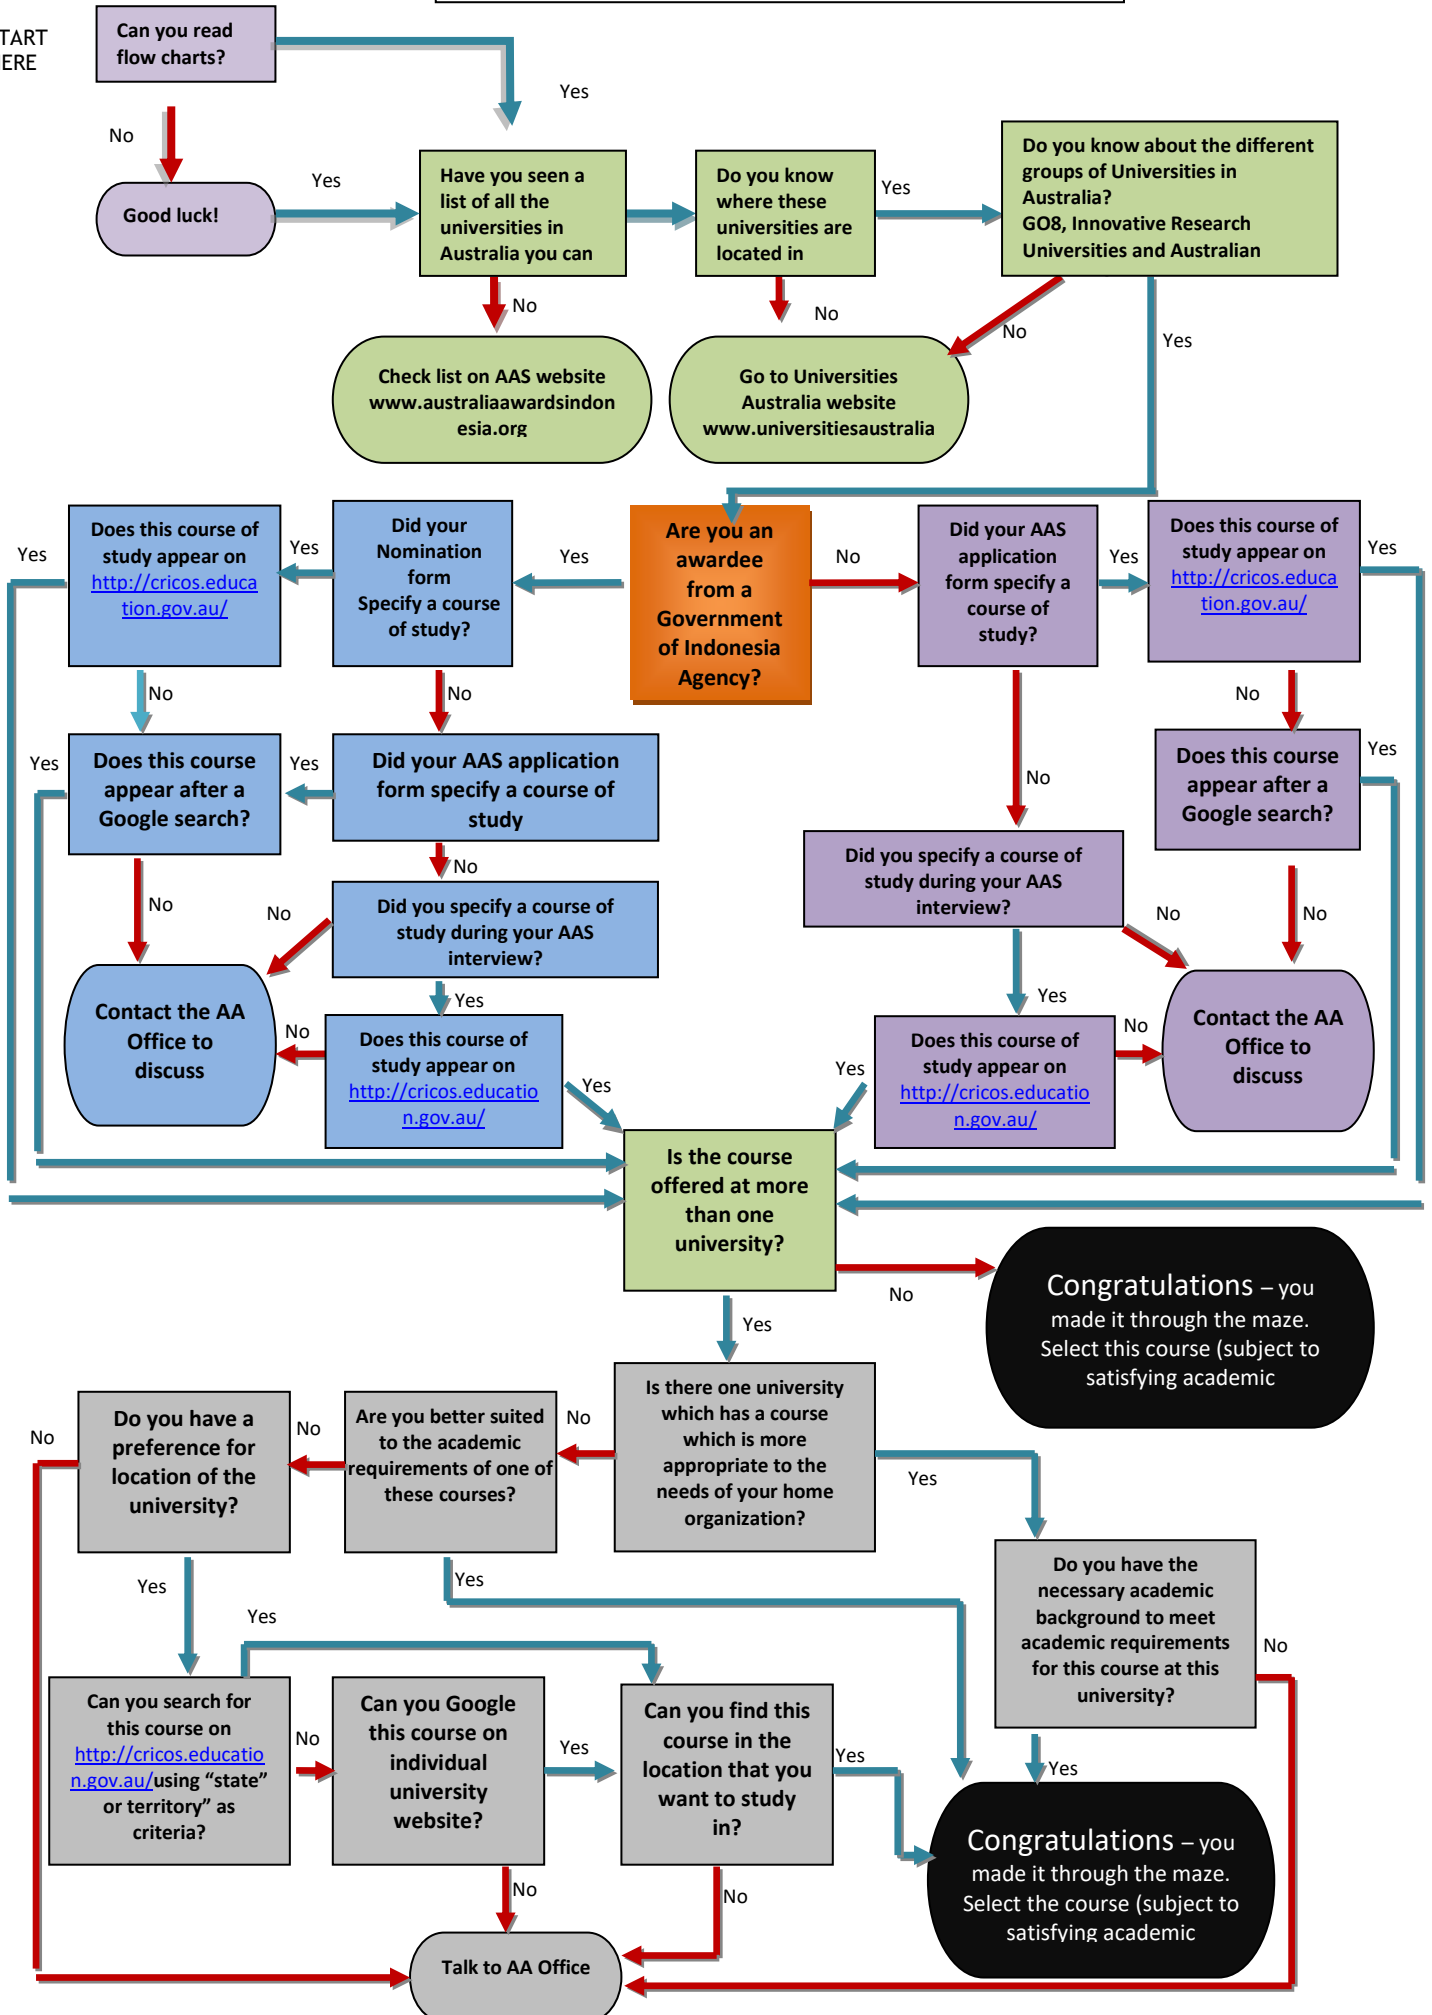 TART
ERE
Can you read
flow charts?
Yes
No
Good luck!
Yes
Have you seen a
list of all the
universities in
Australia you can
Do you know
where these
universities are
located in
Yes
Do you know about the different
groups of Universities in
Australia?
GO8, Innovative Research
Universities and Australian
No
No
No
Yes
Check list on AAS website
www.australiaawardsindon
esia.org
Go to Universities
Australia website
www.universitiesaustralia
Yes
Does this course of
study appear on
http://cricos.educa
tion.gov.au/
Yes
Did your
Nomination
form
Specify a course
of study?
Yes
Are you an
awardee
from a
Government
of Indonesia
Agency?
No
Did your AAS
application
form specify a
course of
study?
Yes
Does this course of
study appear on
http://cricos.educa
tion.gov.au/
Yes
No
No
No
No
Yes
Does this course
appear after a
Google search?
Yes
Did your AAS application
form specify a course of
study
Does this course
appear after a
Google search?
Yes
No
No
No
Did you specify a course of
study during your AAS
interview?
Did you specify a course of
study during your AAS
interview?
No
No
Yes
Yes
Contact the AA
Office to
discuss
No
Does this course of
study appear on
http://cricos.educatio
n.gov.au/
Yes
Yes
Does this course of
study appear on
http://cricos.educatio
n.gov.au/
No
Contact the AA
Office to
discuss
Is the course
offered at more
than one
university?
No
Yes
Congratulations – you
made it through the maze.
Select this course (subject to
satisfying academic
Is there one university
which has a course
which is more
appropriate to the
needs of your home
organization?
No
Yes
Are you better suited
to the academic
requirements of one of
these courses?
No
Do you have a
preference for
location of the
university?
No
Yes
Yes
Yes
Do you have the
necessary academic
background to meet
academic requirements
for this course at this
university?
No
Yes
Can you search for
this course on
http://cricos.educatio
n.gov.au/using “state”
or territory” as
criteria?
No
Can you Google
this course on
individual
university
website?
Yes
Can you find this
course in the
location that you
want to study
in?
Yes
No
No
Congratulations – you
made it through the maze.
Select the course (subject to
satisfying academic
Talk to AA Office